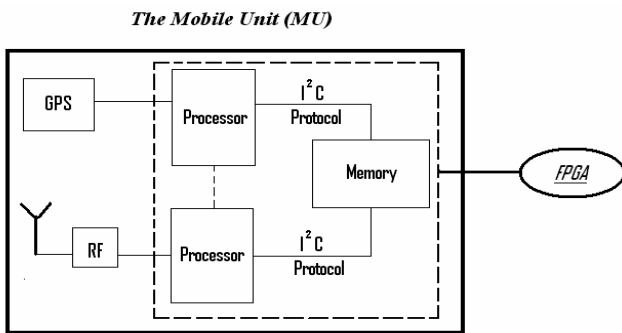 The Mobile Unit (MU)
GPS
Processor
I²C
Protocol
Memory
FPGA
RF
Processor
I²C
Protocol